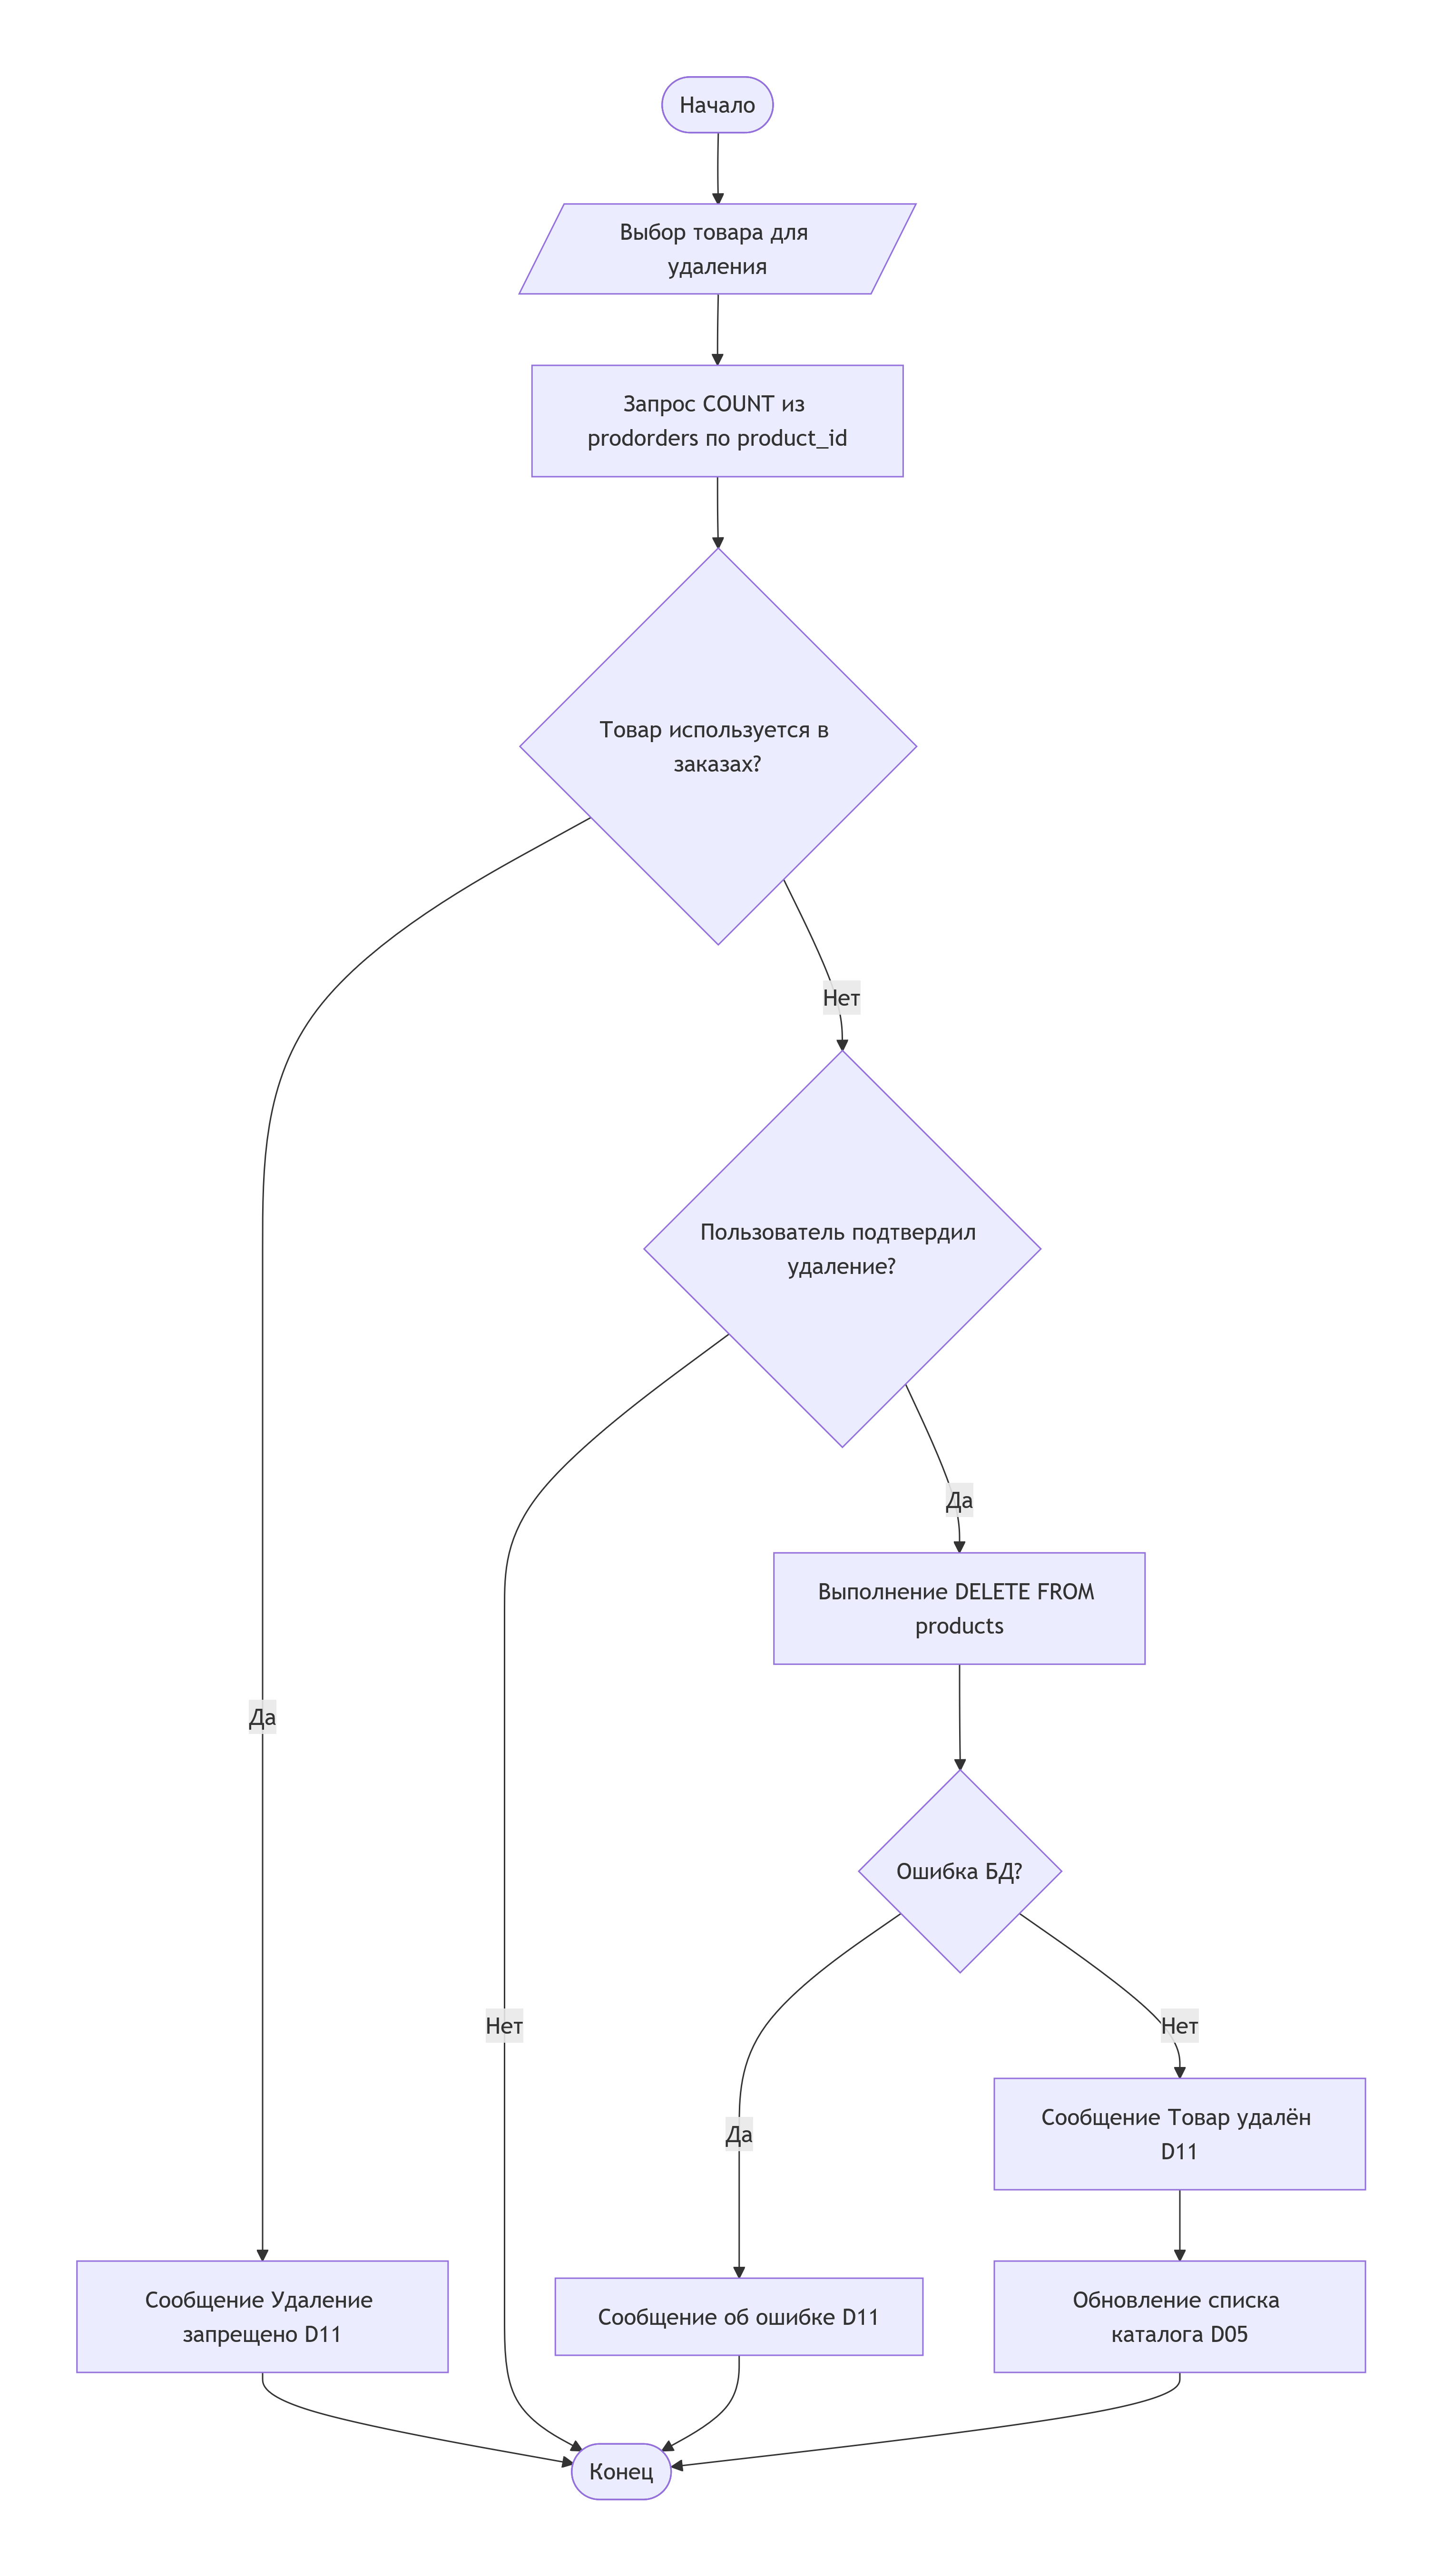 Начало
Выбор товара для
удаления
Запрос COUNT из
prodorders по product_id
Товар используется в
заказах?
Нет
Пользователь подтвердил
удаление?
Да
Выполнение DELETE FROM
products
Да
Ошибка БД?
Нет
Нет
Да
Сообщение Товар удалён
D11
Сообщение Удаление
запрещено D11
Сообщение об ошибке D11
Обновление списка
каталога D05
Конец